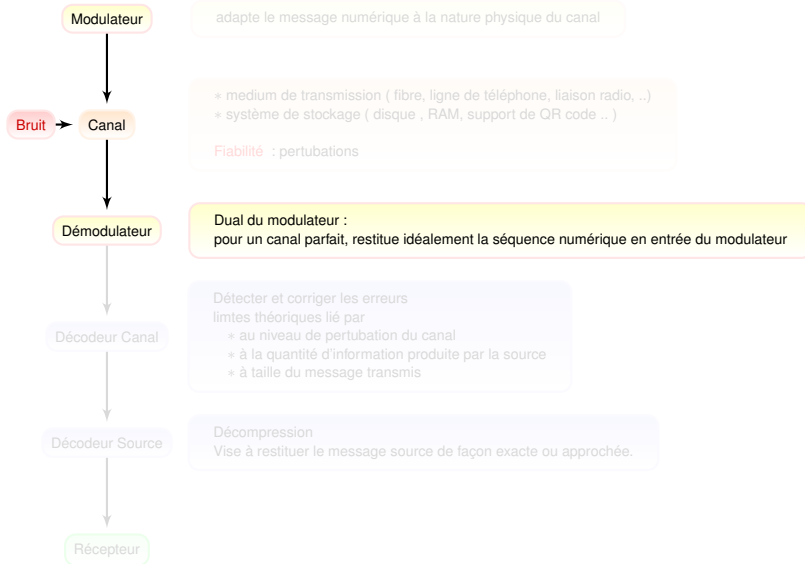 Modulateur
adapte le message numérique à la nature physique du canal
∗ medium de transmission ( fibre, ligne de téléphone, liaison radio, ..)
∗ système de stockage ( disque , RAM, support de QR code .. )
Bruit
Canal
Fiabilité : pertubations
Démodulateur
Dual du modulateur :
pour un canal parfait, restitue idéalement la séquence numérique en entrée du modulateur
Décodeur Canal
Détecter et corriger les erreurs
limtes théoriques lié par
∗ au niveau de pertubation du canal
∗ à la quantité d'information produite par la source
∗ à taille du message transmis
Décodeur Source
Décompression
Vise à restituer le message source de façon exacte ou approchée.
Récepteur